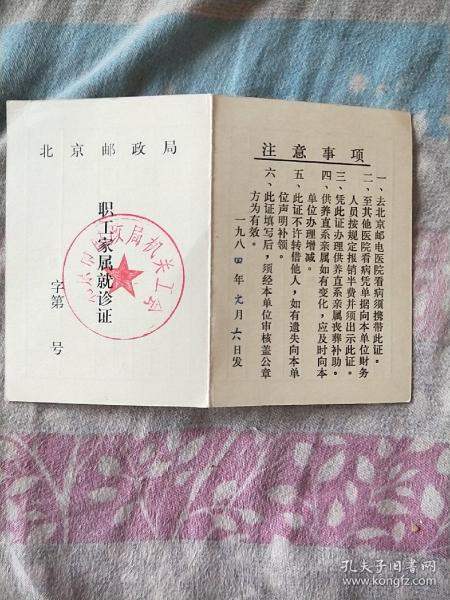 北京邮政局
职工家属就诊证
字第 号
邮政局机关工会
注意事项
一、去北京邮电医院看病须携带此证。
二、至其他医院看病凭单据向本单位财务
人员按规定报销半费并须出示此证。
三、凭此证办理供养直系亲属丧葬补助。
四、供养直系亲属如有变化，应及时向本
单位办理增减。
五、此证不许转借他人，如有遗失向本单
位声明补领。
六、此证填写后，须经本单位审核盖公章
方为有效。
一九八四年 月 日发
孔夫子旧书网
www.kongfz.com